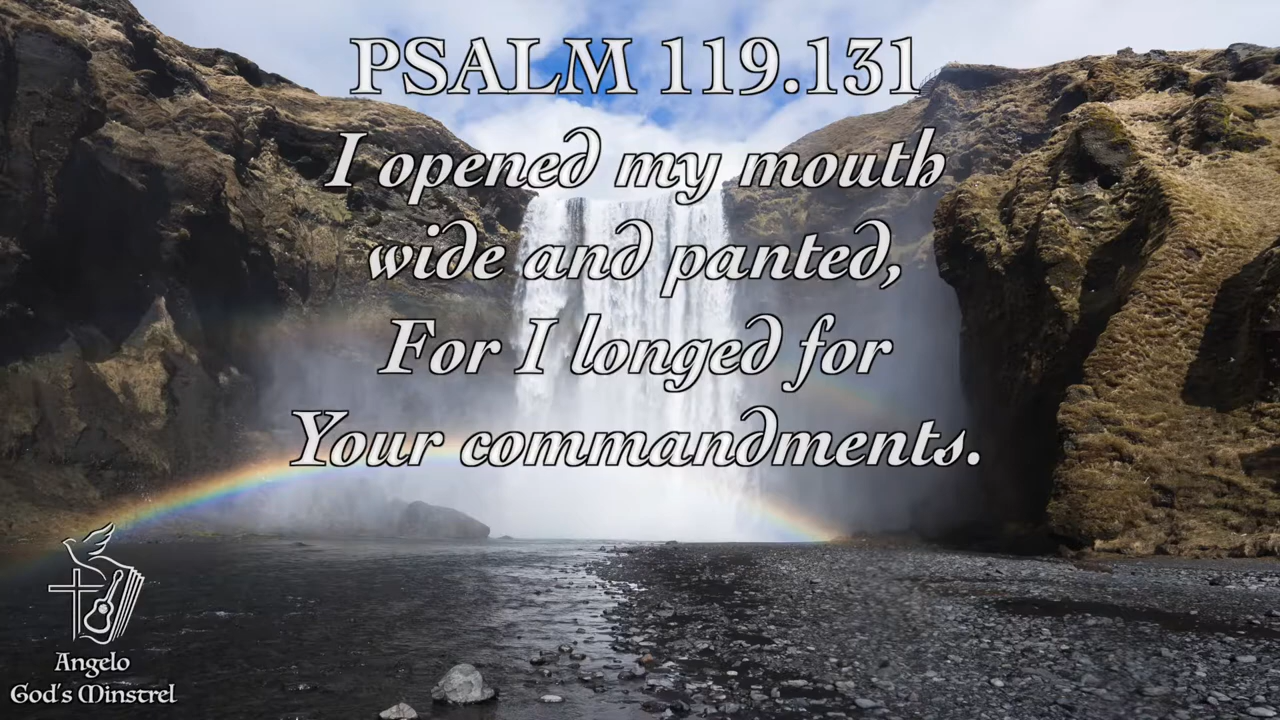 PSALM 119.131
I opened my mouth
wide and panted,
For I longed for
Your commandments.
Angelo
God's Minstrel